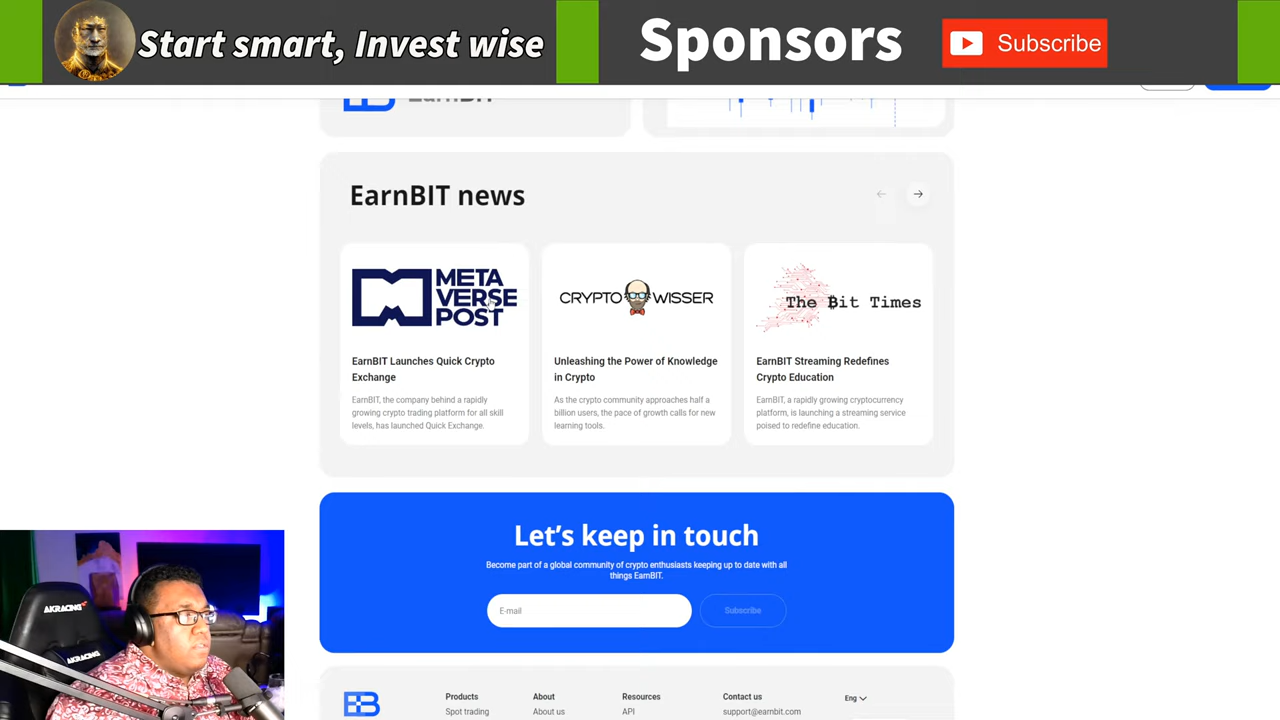 Start smart, Invest wise
Sponsors
Subscribe
EarnBIT
EarnBIT news
META
VERSE
POST
CRYPTO WISSER
The ₿it Times
EarnBIT Launches Quick Crypto
Exchange
Unleashing the Power of Knowledge
in Crypto
EarnBIT Streaming Redefines
Crypto Education
EarnBIT, the company behind a rapidly
growing crypto trading platform for all skill
levels, has launched Quick Exchange.
As the crypto community approaches half a
billion users, the pace of growth calls for new
learning tools.
EarnBIT, a rapidly growing cryptocurrency
platform, is launching a streaming service
poised to redefine education.
Let's keep in touch
Become part of a global community of crypto enthusiasts keeping up to date with all
things EarnBIT.
E-mail
Subscribe
AKRACING
AKRACING
Products
About
Resources
Contact us
Eng
Spot trading
About us
API
support@earnbit.com